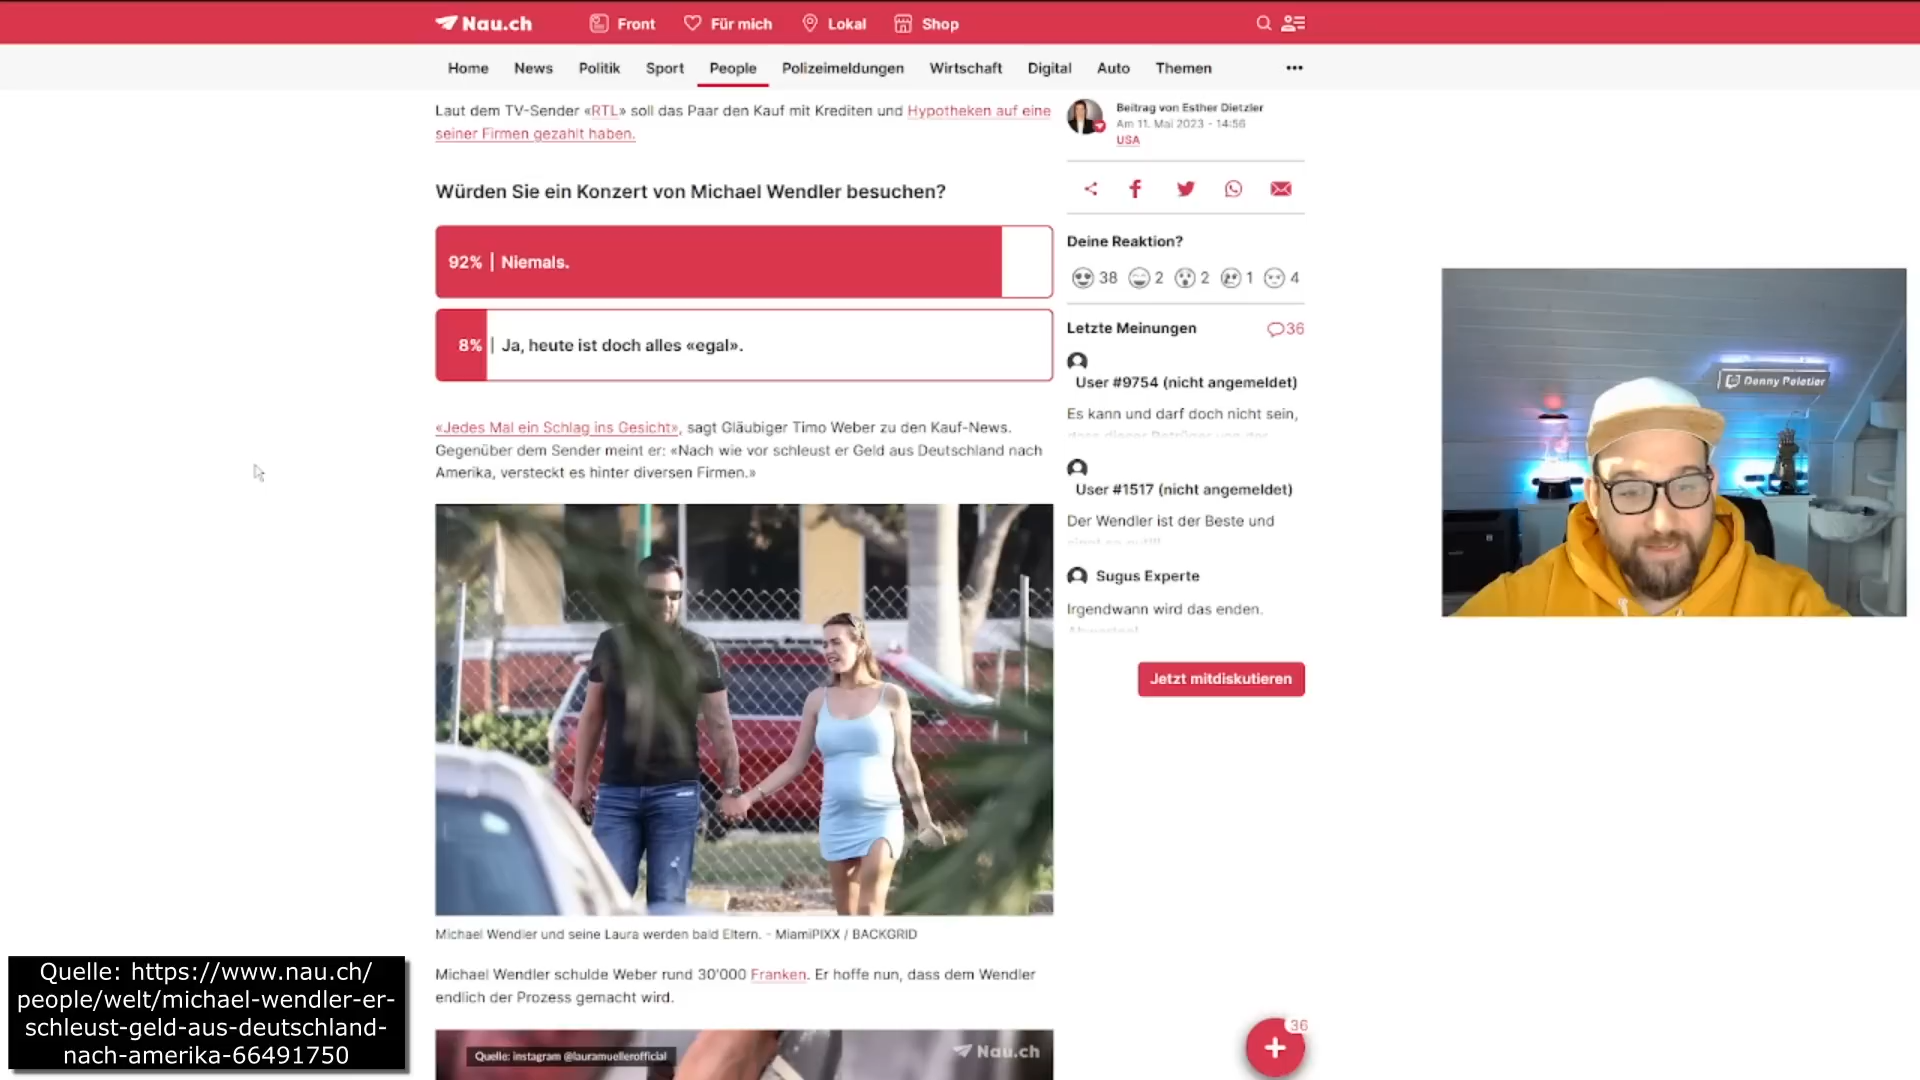 Nau.ch
Front
Für mich
Lokal
Shop
Home
News
Politik
Sport
People
Polizeimeldungen
Wirtschaft
Digital
Auto
Themen
Laut dem TV-Sender «RTL» soll das Paar den Kauf mit Krediten und Hypotheken auf eine
seiner Firmen gezahlt haben.
Würden Sie ein Konzert von Michael Wendler besuchen?
92% | Niemals.
8% | Ja, heute ist doch alles «egal».
«Jedes Mal ein Schlag ins Gesicht», sagt Gläubiger Timo Weber zu den Kauf-News.
Gegenüber dem Sender meint er: «Nach wie vor schleust er Geld aus Deutschland nach
Amerika, versteckt es hinter diversen Firmen.»
Michael Wendler und seine Laura werden bald Eltern. - MiamiPIXX / BACKGRID
Michael Wendler schulde Weber rund 30'000 Franken. Er hoffe nun, dass dem Wendler
endlich der Prozess gemacht wird.
Quelle: instagram @lauramuellerofficial
Nau.ch
Beitrag von Esther Dietzler
Am 11. Mai 2023 - 14:56
USA
Deine Reaktion?
38 2 2 1 4
Letzte Meinungen
36
User #9754 (nicht angemeldet)
Es kann und darf doch nicht sein,
User #1517 (nicht angemeldet)
Der Wendler ist der Beste und
Sugus Experte
Irgendwann wird das enden.
Jetzt mitdiskutieren
36
Danny Peletier
Quelle: https://www.nau.ch/
people/welt/michael-wendler-er-
schleust-geld-aus-deutschland-
nach-amerika-66491750